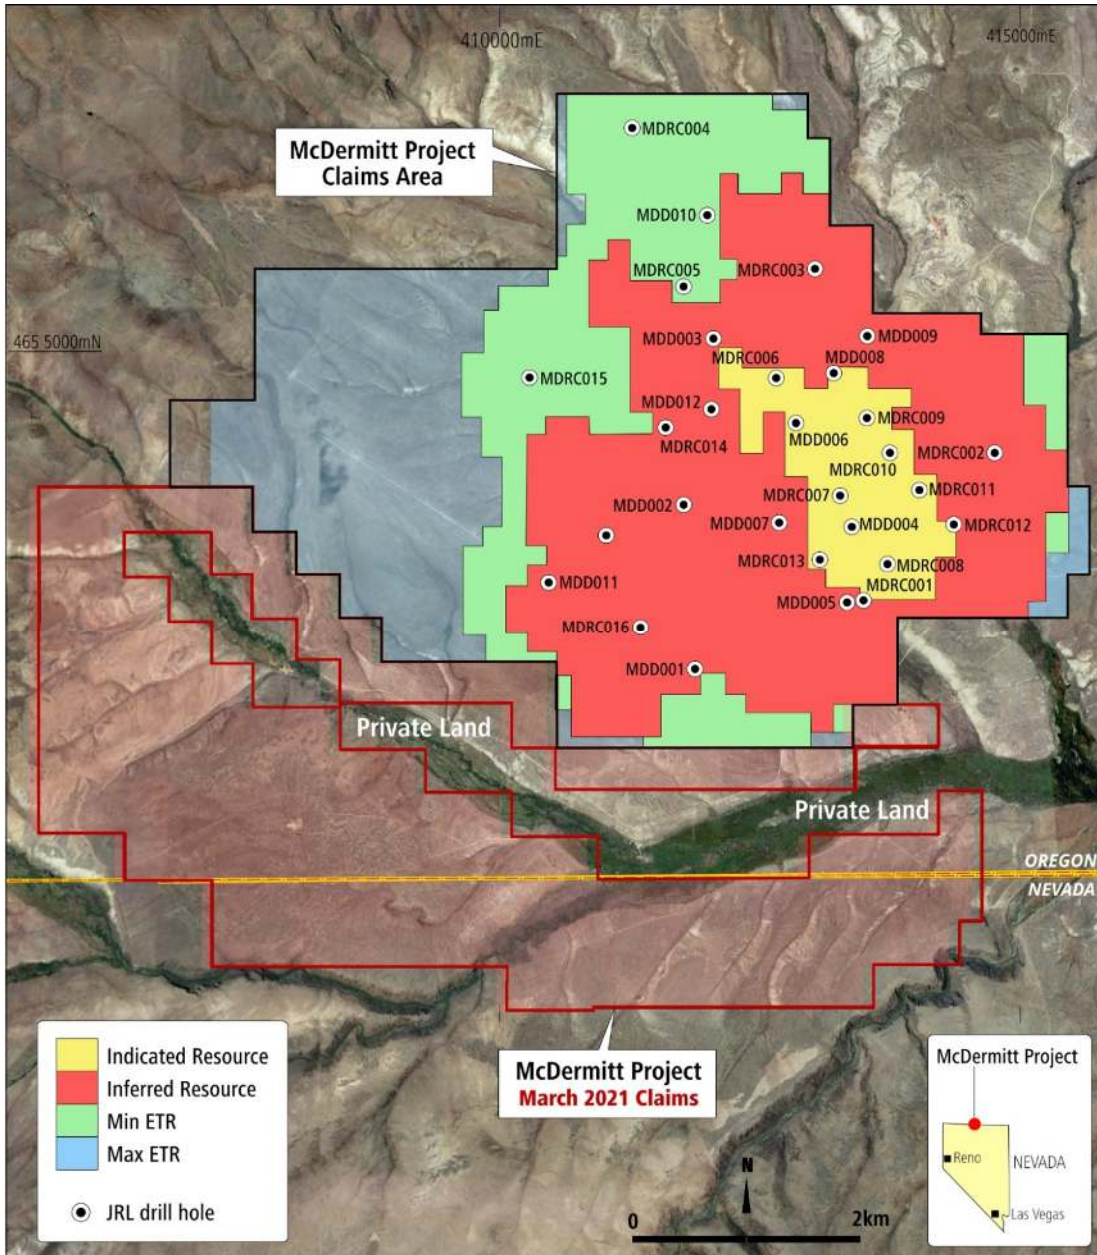 410000mE
415000mE
McDermitt Project
Claims Area
MDRC004
MDD010
MDRC005
MDRC003
465 5000mN
MDD003
MDD009
MDRC006
MDD008
MDRC015
MDD012
MDRC009
MDD006
MDRC014
MDRC010
MDRC002
MDRC007
MDRC011
MDD002
MDD007
MDD004
MDRC012
MDRC013
MDRC008
MDD011
MDRC001
MDD005
MDRC016
MDD001
Private Land
Private Land
OREGON
NEVADA
Indicated Resource
Inferred Resource
Min ETR
Max ETR
JRL drill hole
McDermitt Project
March 2021 Claims
N
0 2km
McDermitt Project
Reno
NEVADA
Las Vegas